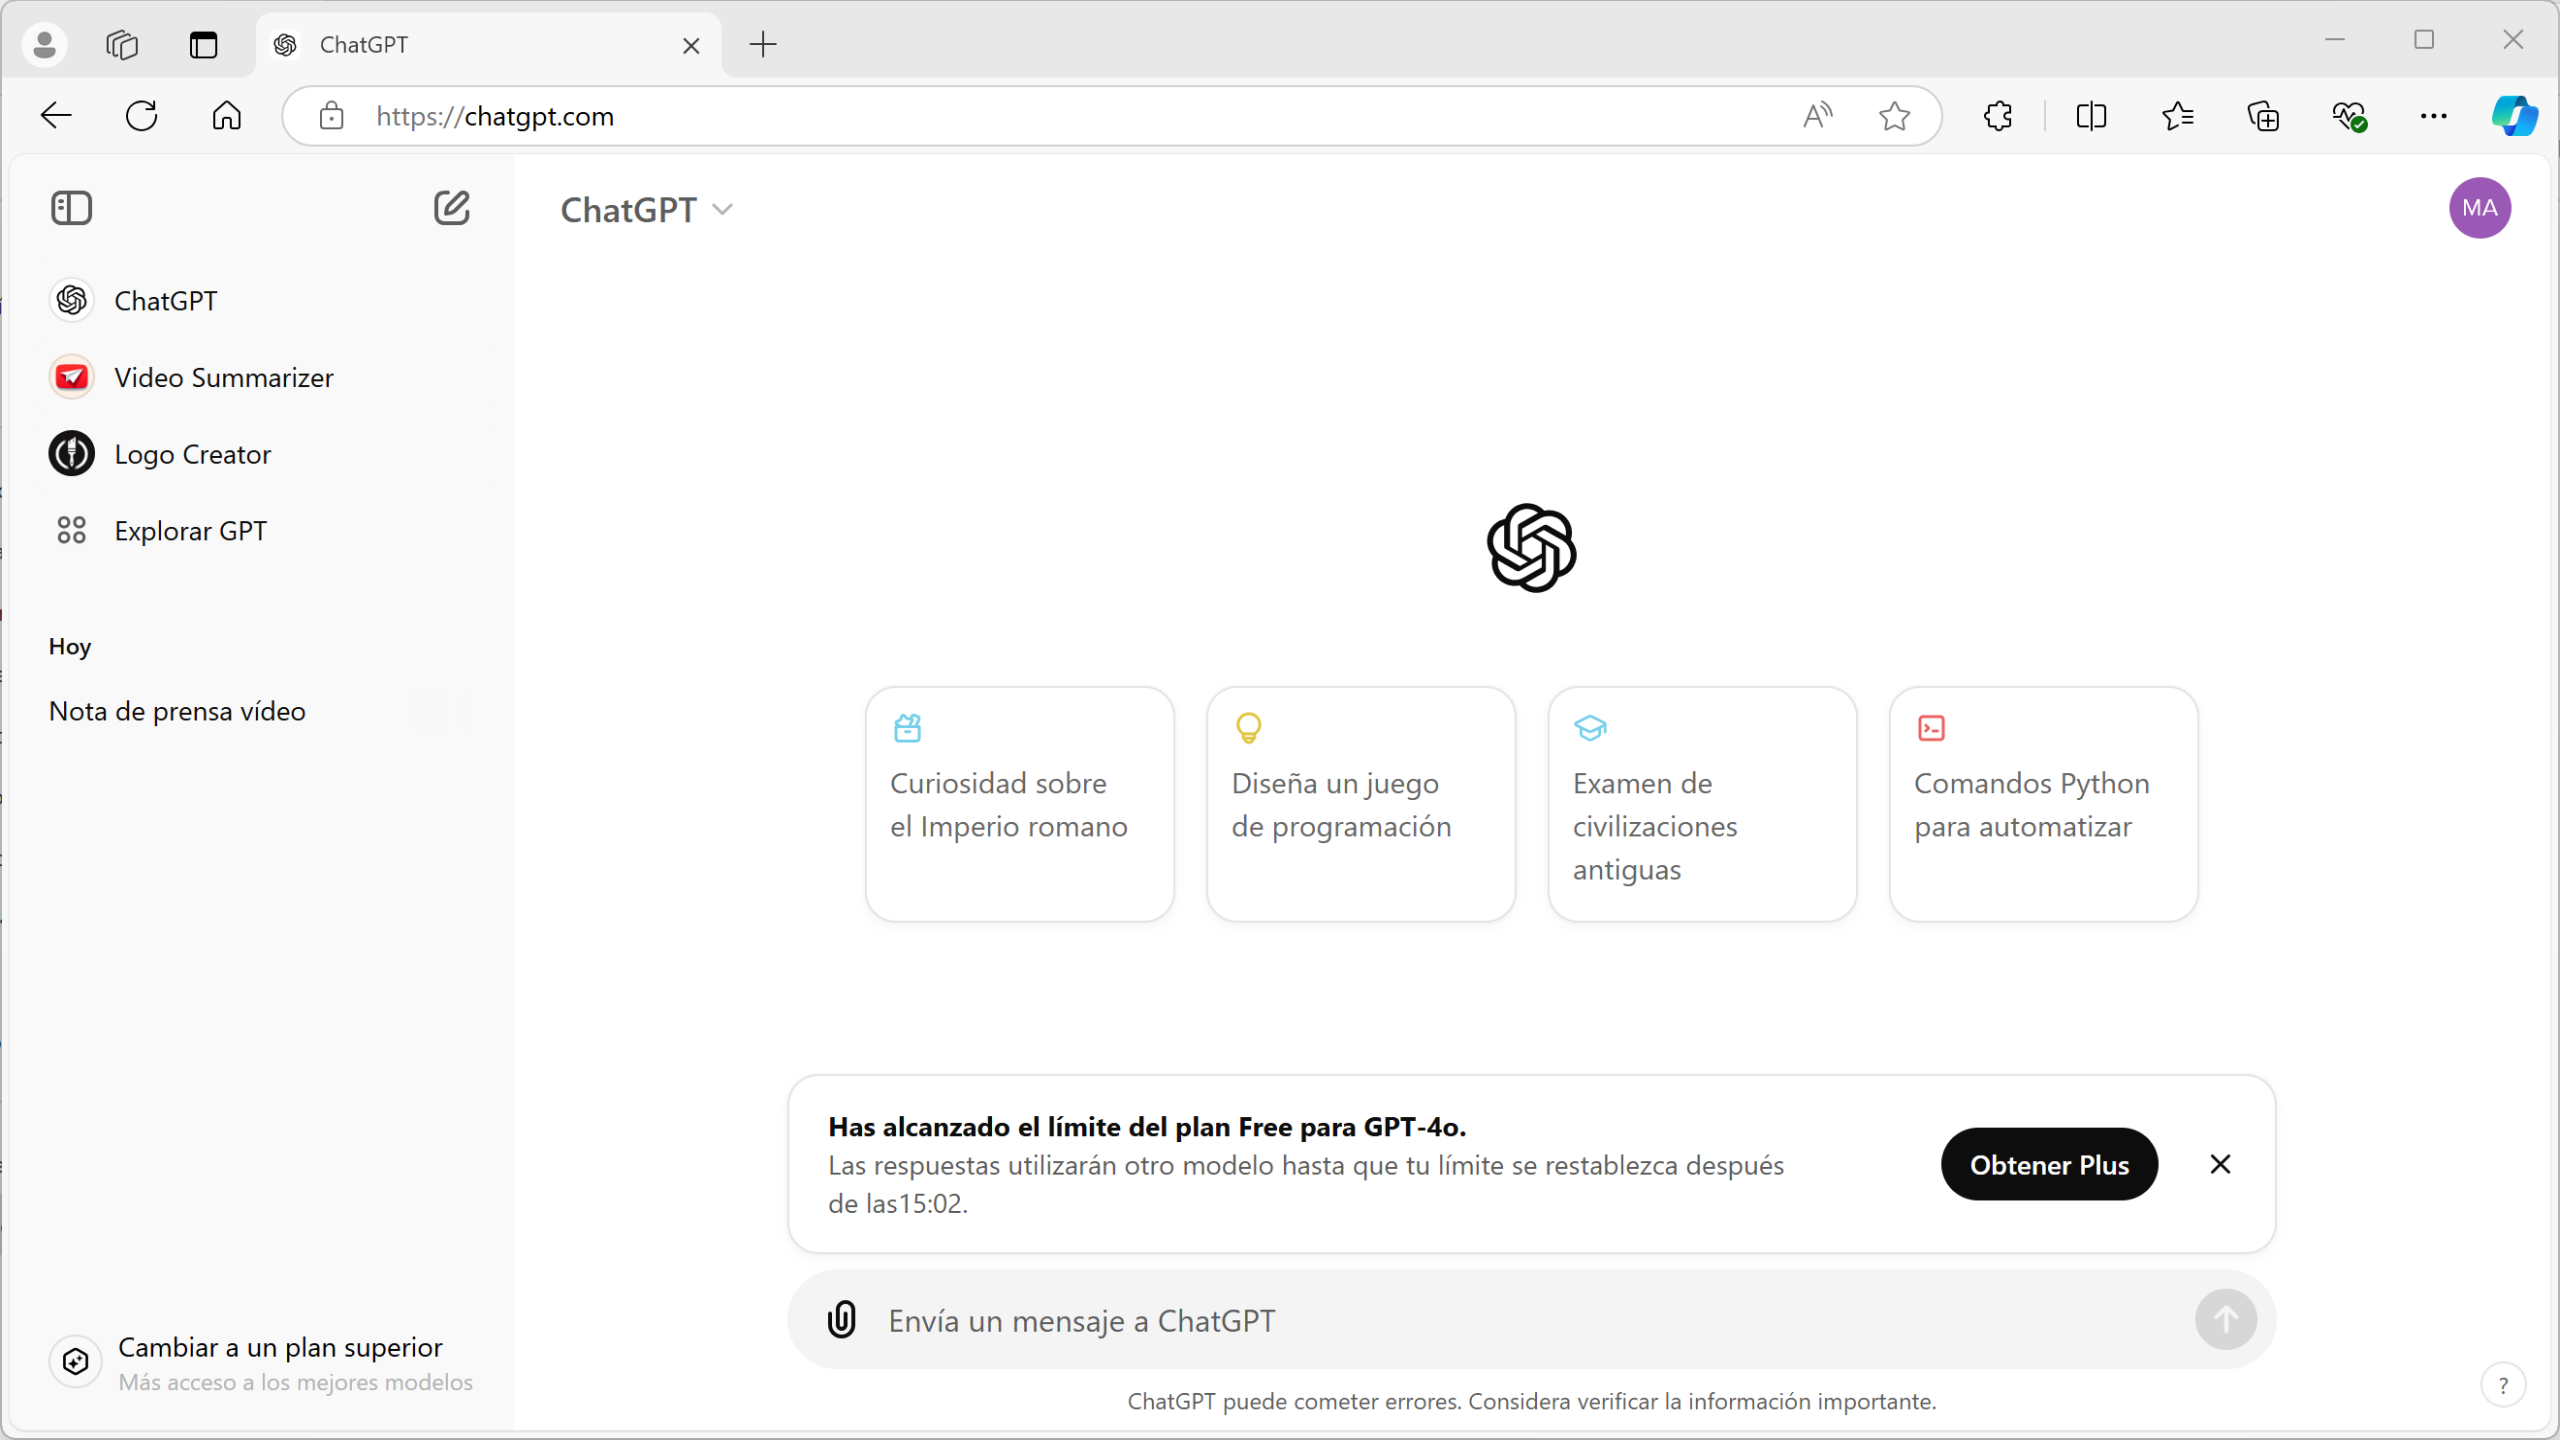 ChatGPT
https://chatgpt.com
ChatGPT
MA
ChatGPT
Video Summarizer
Logo Creator
Explorar GPT
Hoy
Nota de prensa vídeo
Curiosidad sobre
el Imperio romano
Diseña un juego
de programación
Examen de
civilizaciones
antiguas
Comandos Python
para automatizar
Has alcanzado el límite del plan Free para GPT-4o.
Las respuestas utilizarán otro modelo hasta que tu límite se restablezca después
de las15:02.
Obtener Plus
Envía un mensaje a ChatGPT
Cambiar a un plan superior
Más acceso a los mejores modelos
ChatGPT puede cometer errores. Considera verificar la información importante.
?